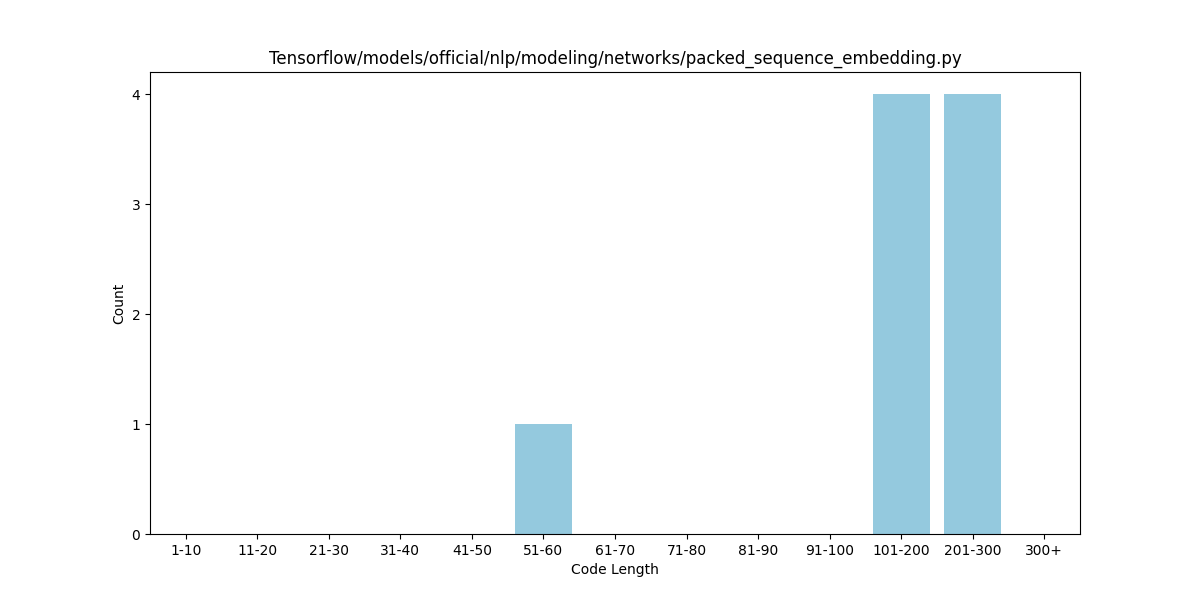 Tensorflow/models/official/nlp/modeling/networks/packed_sequence_embedding.py
4
3
2
1
0
Count
1-10 11-20 21-30 31-40 41-50 51-60 61-70 71-80 81-90 91-100 101-200 201-300 300+
Code Length